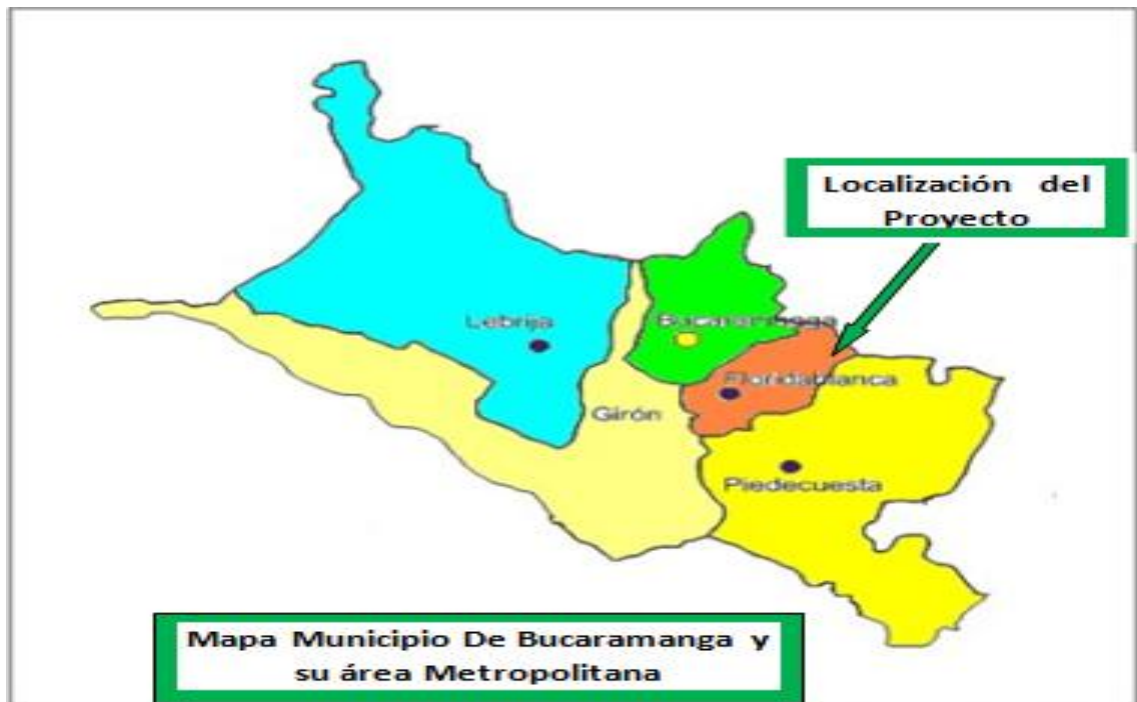 Localización del
Proyecto
Lebrija
Bucaramanga
Floridablanca
Girón
Piedecuesta
Mapa Municipio De Bucaramanga y
su área Metropolitana